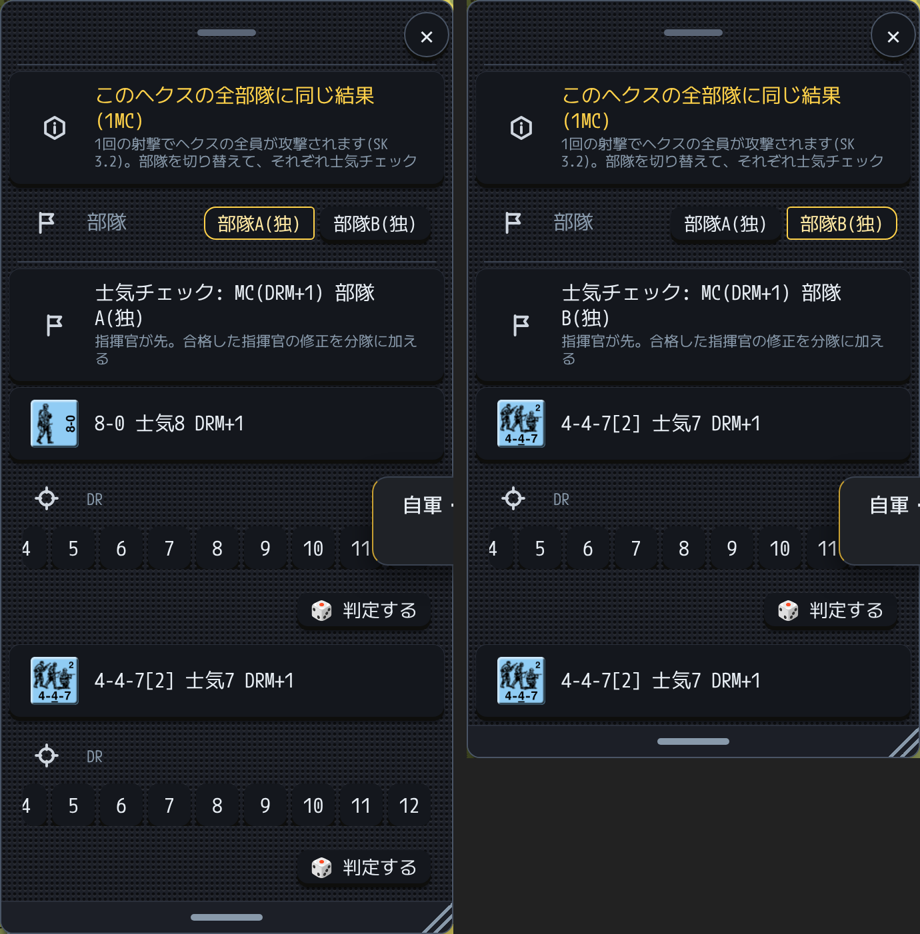 このヘクスの全部隊に同じ結果
(1MC)
1回の射撃でヘクスの全員が攻撃されます(SK
3.2)。部隊を切り替えて、それぞれ士気チェック
部隊 部隊A(独) 部隊B(独)
士気チェック: MC(DRM+1) 部隊
A(独)
指揮官が先。合格した指揮官の修正を分隊に加え
る
8-0
8-0 士気8 DRM+1
DR
自軍
4 5 6 7 8 9 10 11
判定する
2
4-4-7
4-4-7[2] 士気7 DRM+1
DR
4 5 6 7 8 9 10 11 12
判定する
このヘクスの全部隊に同じ結果
(1MC)
1回の射撃でヘクスの全員が攻撃されます(SK
3.2)。部隊を切り替えて、それぞれ士気チェック
部隊 部隊A(独) 部隊B(独)
士気チェック: MC(DRM+1) 部隊
B(独)
指揮官が先。合格した指揮官の修正を分隊に加え
る
2
4-4-7
4-4-7[2] 士気7 DRM+1
DR
自軍
4 5 6 7 8 9 10 11
判定する
2
4-4-7
4-4-7[2] 士気7 DRM+1